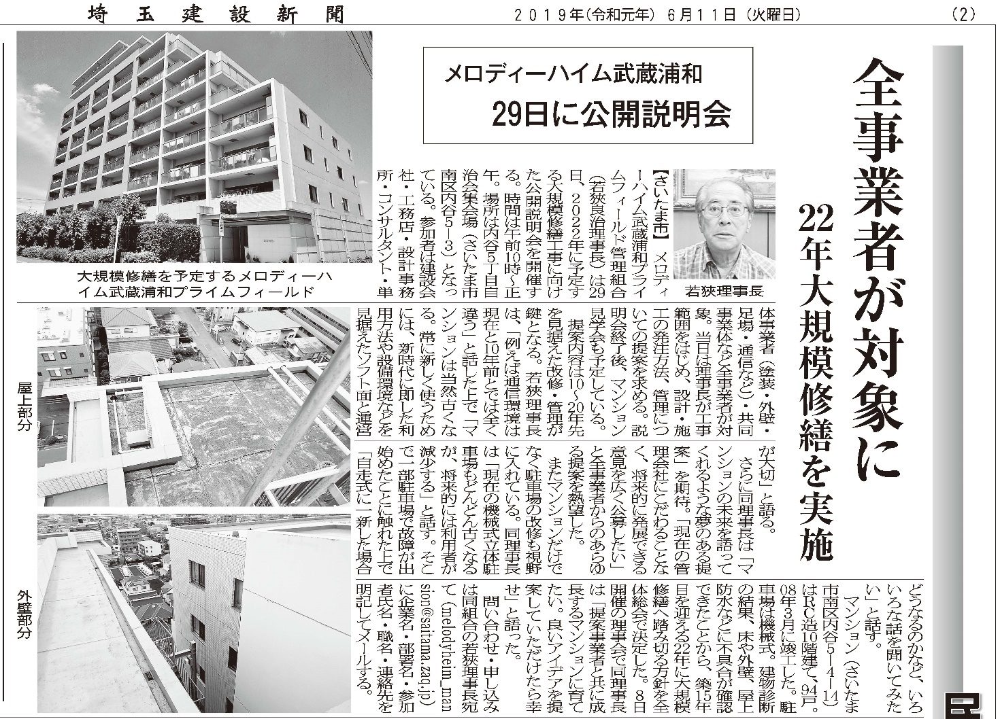 埼玉建設新聞
2019年(令和元年) 6月11日 (火曜日)
(2)
全事業者が対象に
22年大規模修繕を実施
メロディーハイム武蔵浦和
29日に公開説明会
若狹理事長
【さいたま市】 メロディ
ーハイム武蔵浦和プライ
ムフィールド管理組合
(若狹良治理事長)は29
日、2022年に予定す
る大規模修繕工事に向け
た公開説明会を開催す
る。時間は午前10時〜正
午。場所は内谷5丁目自
治会集会場(さいたま市
南区内谷5―3)となっ
ている。参加者は建設会
社・工務店・設計事務
所・コンサルタント・単
体事業者(塗装・外壁・
足場・通信など)・共同
事業体など全事業者が対
象。当日は理事長が工事
範囲をはじめ、設計・施
工の発注方法、管理につ
いての提案を求める。説
明会終了後、マンション
見学会も予定している。
提案内容は10〜20年先
を見据えた改修・管理が
鍵となる。若狹理事長
は、「例えば通信環境は
現在と10年前とでは全く
違う」と話した上で「マ
ンションは当然古くな
る。常に新しく使うため
には、新時代に即した利
用方法や設備環境などを
見据えたソフト面と運営
が大切」と語る。
さらに同理事長は「マ
ンションの未来を語って
くれるような夢のある提
案」を期待。「現在の管
理会社にこだわることな
く、将来的に発展できる
意見を広く公募したい」
と全事業者からのあらゆ
る提案を熱望した。
またマンションだけで
なく駐車場の改修も視野
に入れている。同理事長
は「現在の機械式立体駐
車場もどんどん古くなる
が、将来的には利用者が
減少する」と話す。そこ
で一部駐車場で故障が出
始めたことに触れた上で
「自走式に一新した場合
どうなるのかなど、いろ
いろな話を聞いてみた
い」と話す。
マンション(さいたま
市南区内谷5―4―14)
はRC造10階建て、94戸。
08年3月に竣工した。駐
車場は機械式。建物診断
の結果、床や外壁、屋上
防水などに不具合が確認
できたことから、築15年
目を迎える22年に大規模
修繕へ踏み切る方針を全
体総会で決定した。8日
開催の理事会で同理事長
は「提案事業者と共に成
長するマンションに育て
たい。良いアイデアを提
案していただけたら幸
せ」と語った。
問い合わせ・申し込み
は同組合の若狹理事長宛
て(melodyheim_man
sion@saitama.zaq.jp)
に企業名・部署名・参加
者氏名・職名・連絡先を
明記してメールする。
大規模修繕を予定するメロディーハ
イム武蔵浦和プライムフィールド
屋上部分
外壁部分